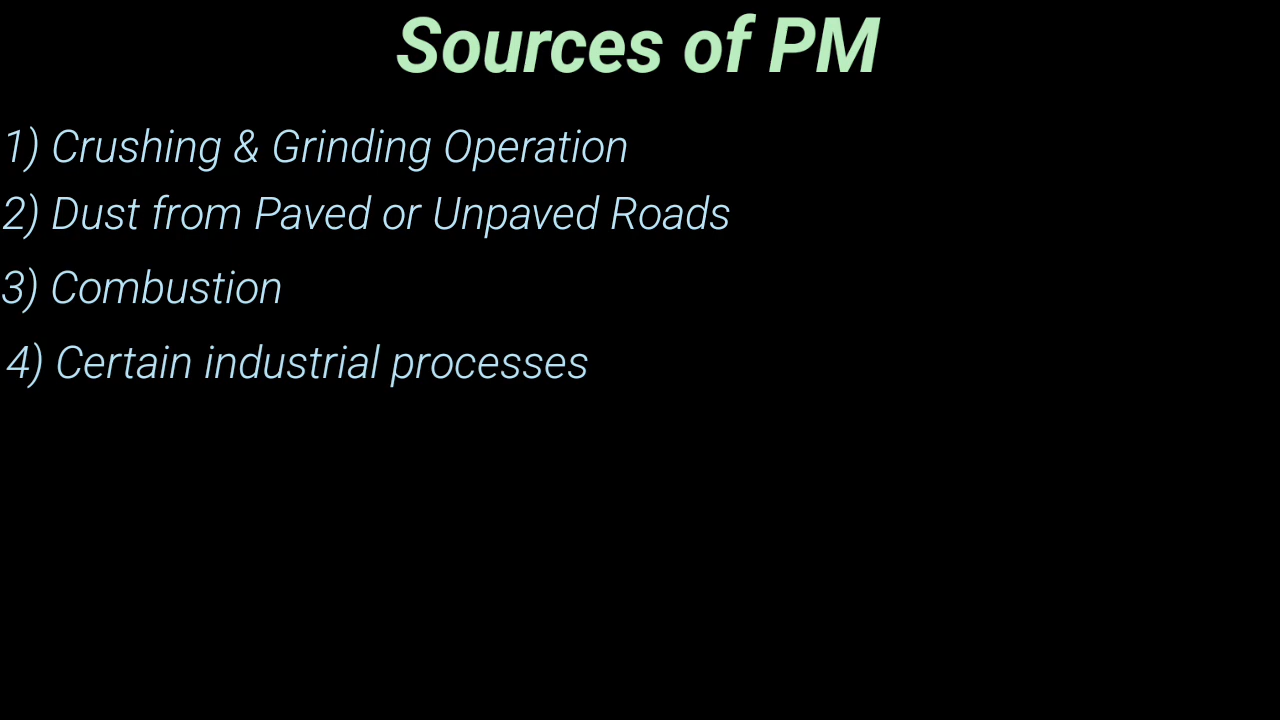 Sources of PM
1) Crushing & Grinding Operation
2) Dust from Paved or Unpaved Roads
3) Combustion
4) Certain industrial processes